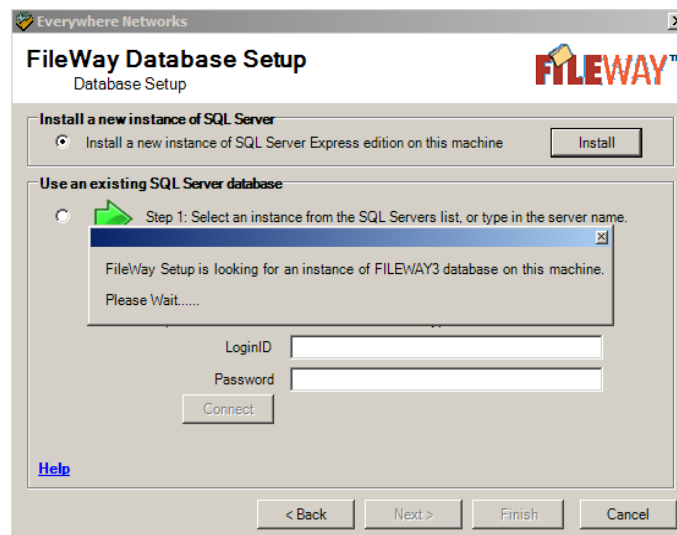 Everywhere Networks
FileWay Database Setup
Database Setup
FILEWAY™
Install a new instance of SQL Server
Install a new instance of SQL Server Express edition on this machine
Install
Use an existing SQL Server database
Step 1: Select an instance from the SQL Servers list, or type in the server name.
FileWay Setup is looking for an instance of FILEWAY3 database on this machine.
Please Wait......
LoginID
Password
Connect
Help
< Back
Next >
Finish
Cancel